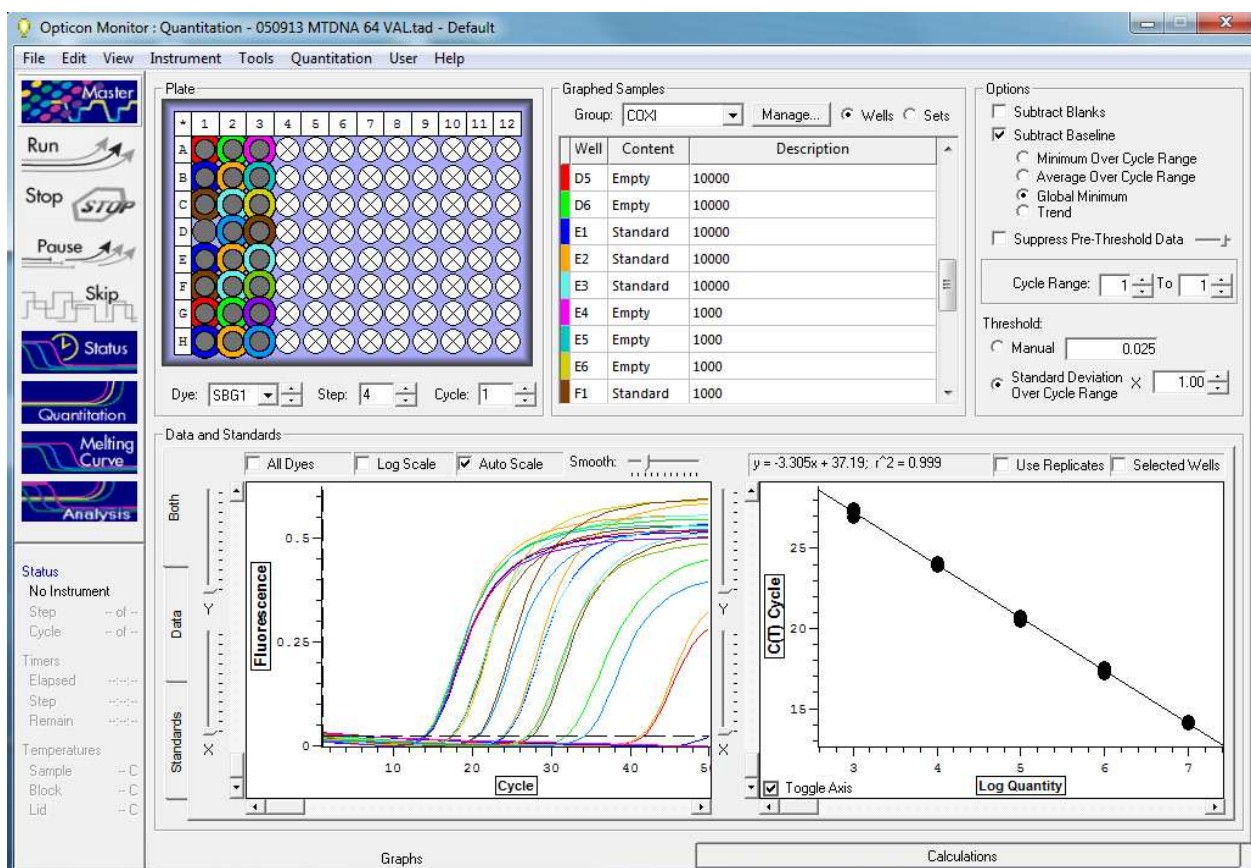 Opticon Monitor : Quantitation - 050913 MTDNA 64 VAL.tad - Default
File Edit View Instrument Tools Quantitation User Help
Master
Run
Stop STOP
Pause
Skip
Status
Quantitation
Melting
Curve
Analysis
Status
No Instrument
Step -- of --
Cycle -- of --
Timers
Elapsed --:--:--
Step --:--:--
Remain --:--:--
Temperatures
Sample -- C
Block -- C
Lid -- C
Plate
* 1 2 3 4 5 6 7 8 9 10 11 12
A
B
C
D
E
F
G
H
Dye: SBG1 Step: 4 Cycle: 1
Graphed Samples
Group: COXI Manage... Wells Sets
Well Content Description
D5 Empty 10000
D6 Empty 10000
E1 Standard 10000
E2 Standard 10000
E3 Standard 10000
E4 Empty 1000
E5 Empty 1000
E6 Empty 1000
F1 Standard 1000
Options
Subtract Blanks
Subtract Baseline
Minimum Over Cycle Range
Average Over Cycle Range
Global Minimum
Trend
Suppress Pre-Threshold Data
Cycle Range: 1 To 1
Threshold:
Manual 0.025
Standard Deviation
Over Cycle Range X 1.00
Data and Standards
Both
Data
Standards
All Dyes Log Scale Auto Scale Smooth:
Y
X
Fluorescence
0.5
0.25
0
10 20 30 40
Cycle
y = -3.305x + 37.19; r^2 = 0.999 Use Replicates Selected Wells
Y
X
C(T) Cycle
25
20
15
3 4 5 6 7
Toggle Axis Log Quantity
Graphs Calculations